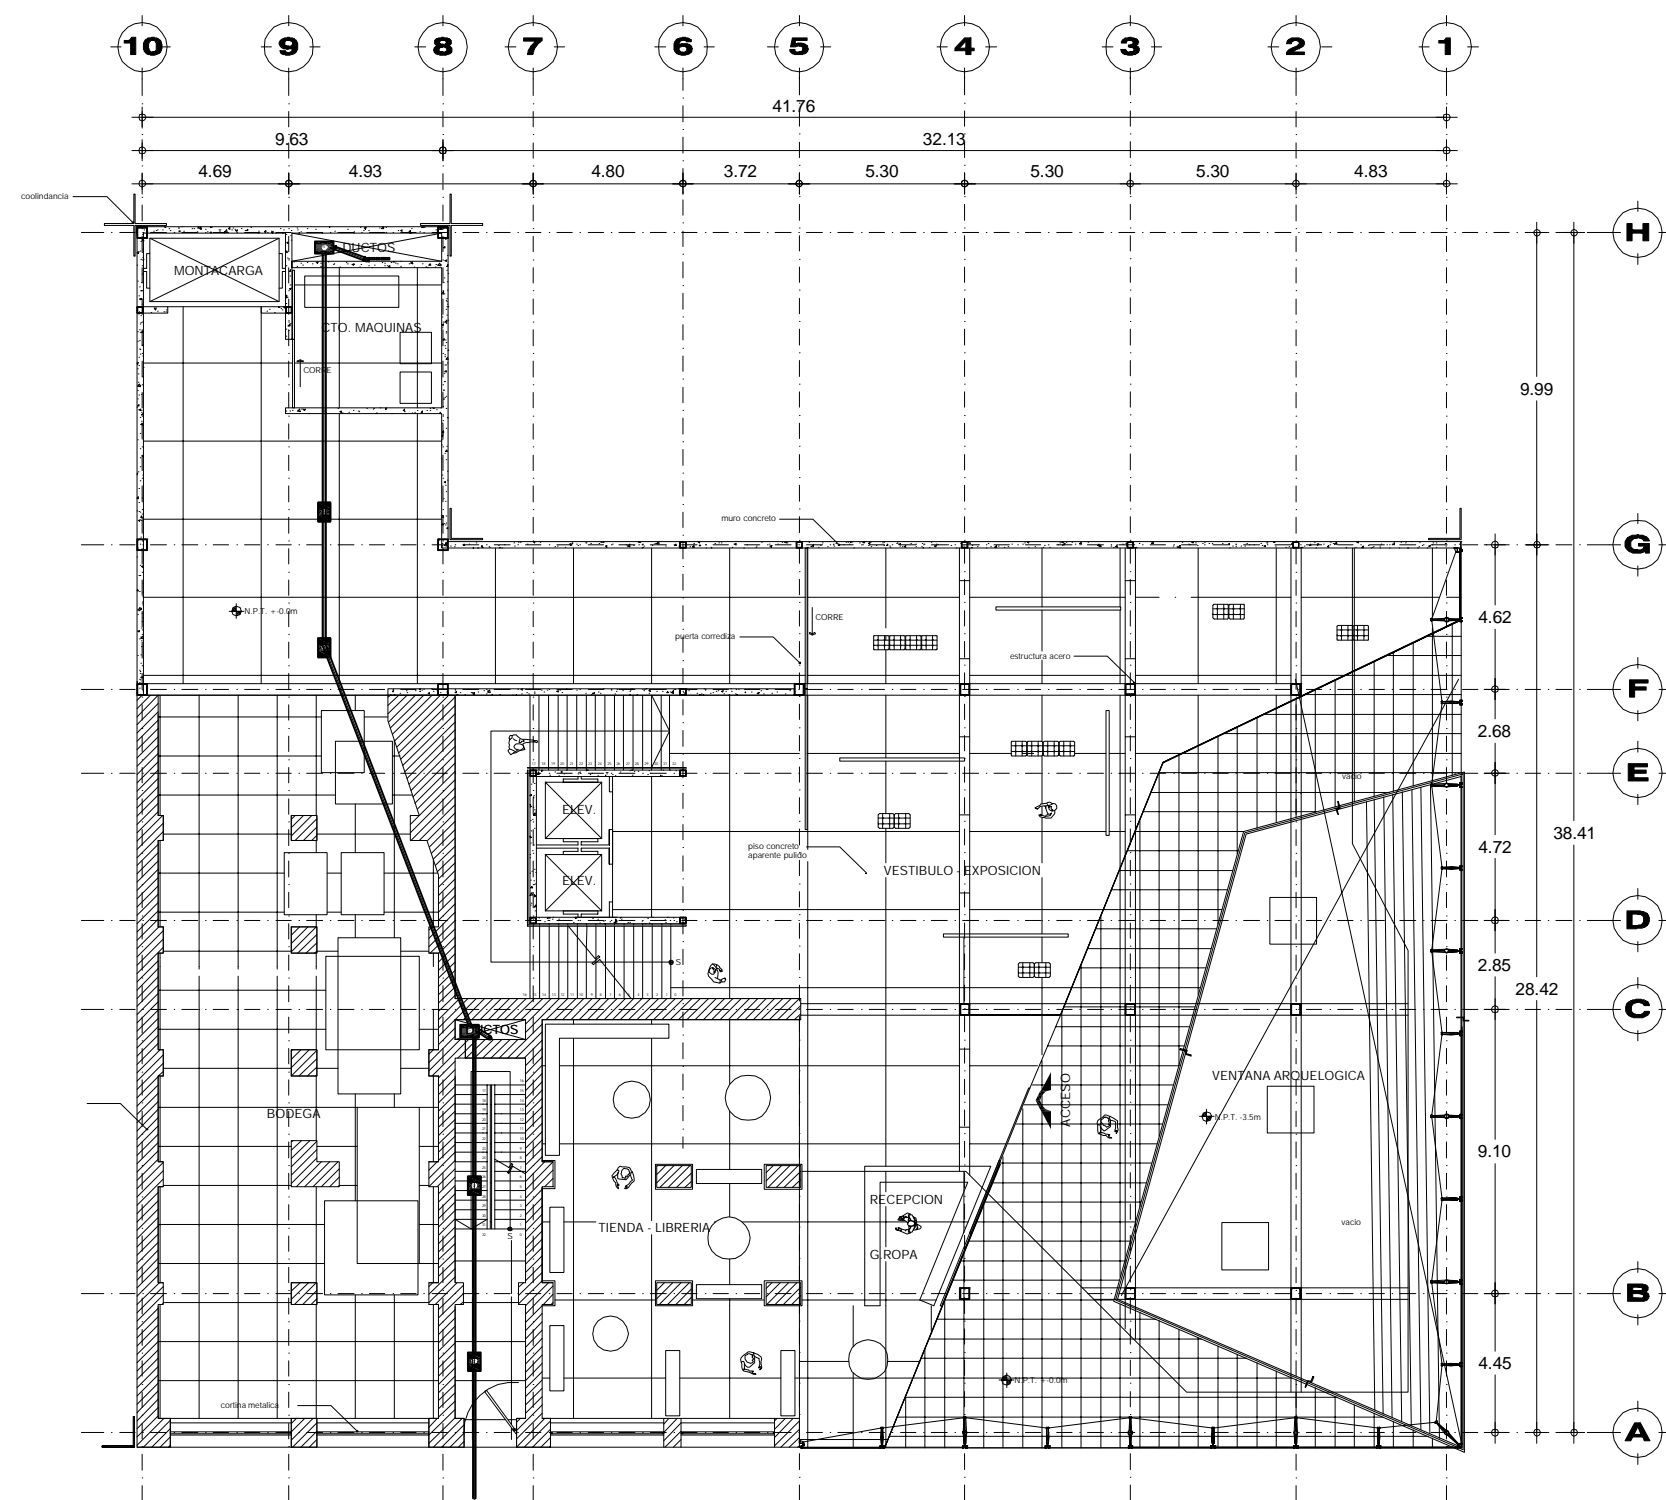 10 9 8 7 6 5 4 3 2 1
41.76
9.63 32.13
4.69 4.93 4.80 3.72 5.30 5.30 5.30 4.83
coolindancia
H
DUCTOS
MONTACARGA
CTO. MAQUINAS
CORRE
9.99
muro concreto
G
N.P.T. +-0.0m
CORRE
4.62
puerta corrediza
estructura acero
F
2.68
vacio
E
ELEV.
38.41
piso concreto
aparente pulido
4.72
VESTIBULO - EXPOSICION
ELEV.
D
S
2.85
28.42
C
DUCTOS
VENTANA ARQUELOGICA
ACCESO
BODEGA
N.P.T. -3.5m
9.10
RECEPCION
TIENDA - LIBRERIA
vacio
S
G.ROPA
B
4.45
N.P.T. +-0.0m
cortina metalica
A